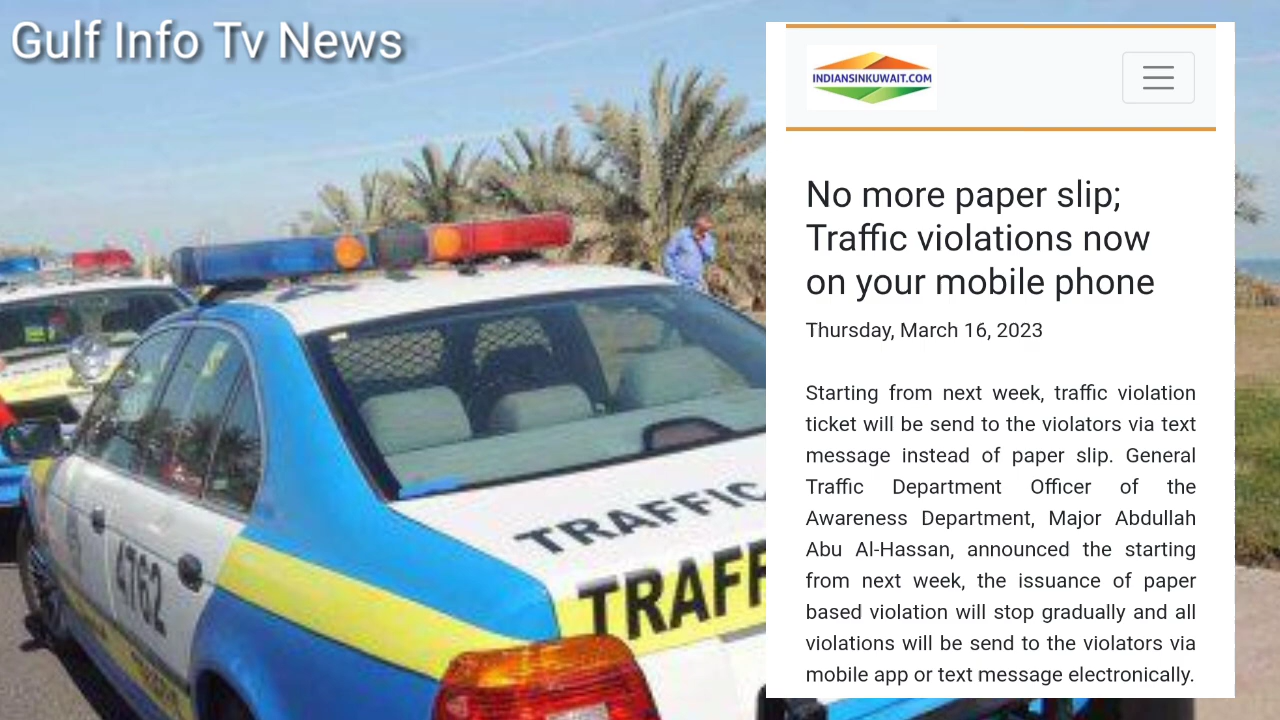 Gulf Info Tv News
INDIANSINKUWAIT.COM
No more paper slip;
Traffic violations now
on your mobile phone
Thursday, March 16, 2023
Starting from next week, traffic violation
ticket will be send to the violators via text
message instead of paper slip. General
Traffic Department Officer of the
Awareness Department, Major Abdullah
Abu Al-Hassan, announced the starting
from next week, the issuance of paper
based violation will stop gradually and all
violations will be send to the violators via
mobile app or text message electronically.
TRAFFIC
TRAFF
4762